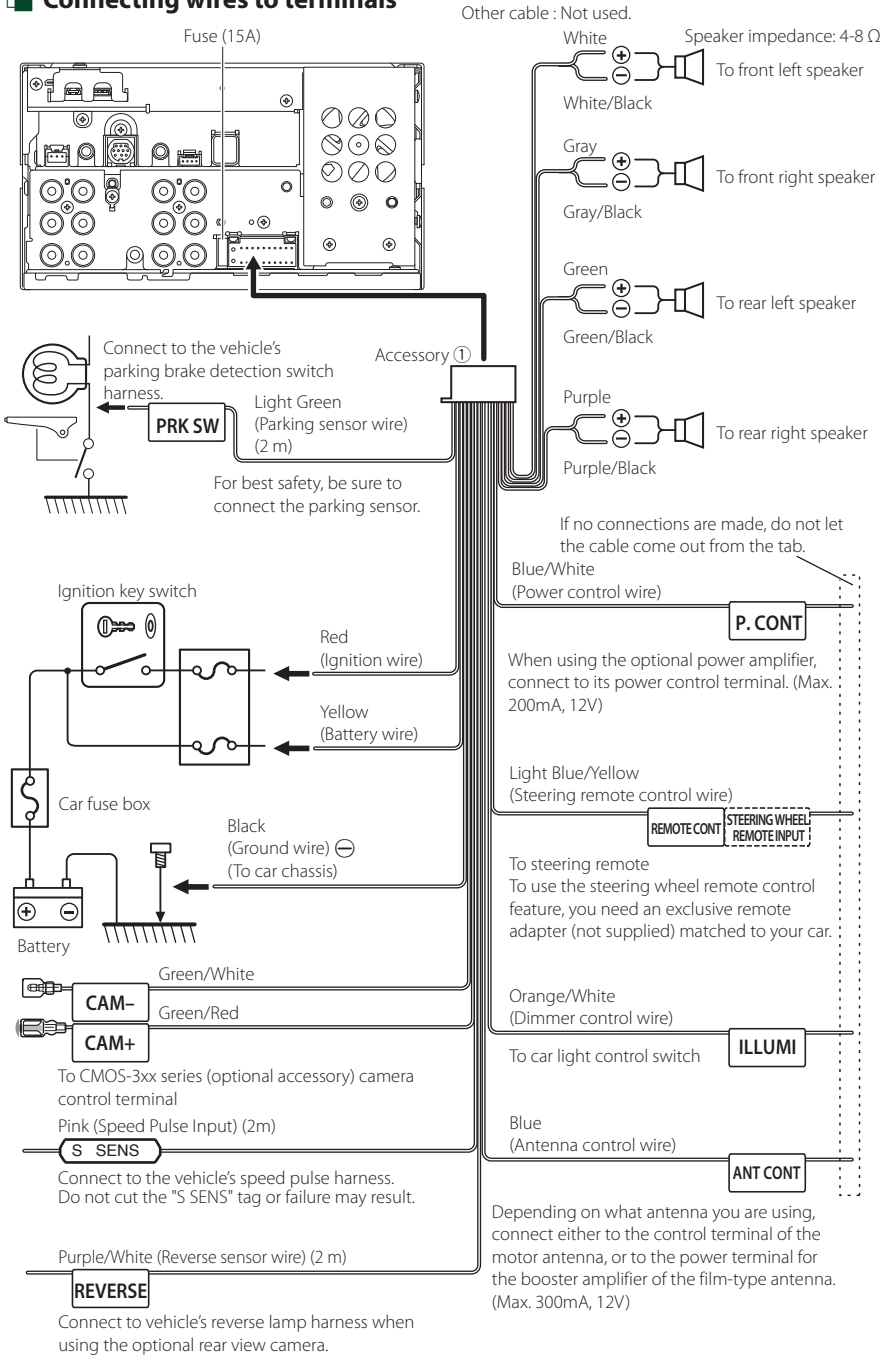 Connecting wires to terminals
Other cable : Not used.
Fuse (15A)
White
Speaker impedance: 4-8 Ω
⊕
⊖
To front left speaker
White/Black
Gray
⊕
⊖
To front right speaker
Gray/Black
Green
⊕
⊖
To rear left speaker
Green/Black
Purple
⊕
⊖
To rear right speaker
Purple/Black
Accessory ①
Connect to the vehicle's
parking brake detection switch
harness.
PRK SW
Light Green
(Parking sensor wire)
(2 m)
For best safety, be sure to
connect the parking sensor.
If no connections are made, do not let
the cable come out from the tab.
Blue/White
(Power control wire)
P. CONT
When using the optional power amplifier,
connect to its power control terminal. (Max.
200mA, 12V)
Ignition key switch
Red
(Ignition wire)
Yellow
(Battery wire)
Car fuse box
Black
(Ground wire) ⊖
(To car chassis)
⊕ ⊖
Battery
Light Blue/Yellow
(Steering remote control wire)
REMOTE CONT
STEERING WHEEL
REMOTE INPUT
To steering remote
To use the steering wheel remote control
feature, you need an exclusive remote
adapter (not supplied) matched to your car.
Green/White
CAM–
Green/Red
CAM+
To CMOS-3xx series (optional accessory) camera
control terminal
Orange/White
(Dimmer control wire)
ILLUMI
To car light control switch
Pink (Speed Pulse Input) (2m)
S SENS
Connect to the vehicle's speed pulse harness.
Do not cut the "S SENS" tag or failure may result.
Blue
(Antenna control wire)
ANT CONT
Depending on what antenna you are using,
connect either to the control terminal of the
motor antenna, or to the power terminal for
the booster amplifier of the film-type antenna.
(Max. 300mA, 12V)
Purple/White (Reverse sensor wire) (2 m)
REVERSE
Connect to vehicle's reverse lamp harness when
using the optional rear view camera.